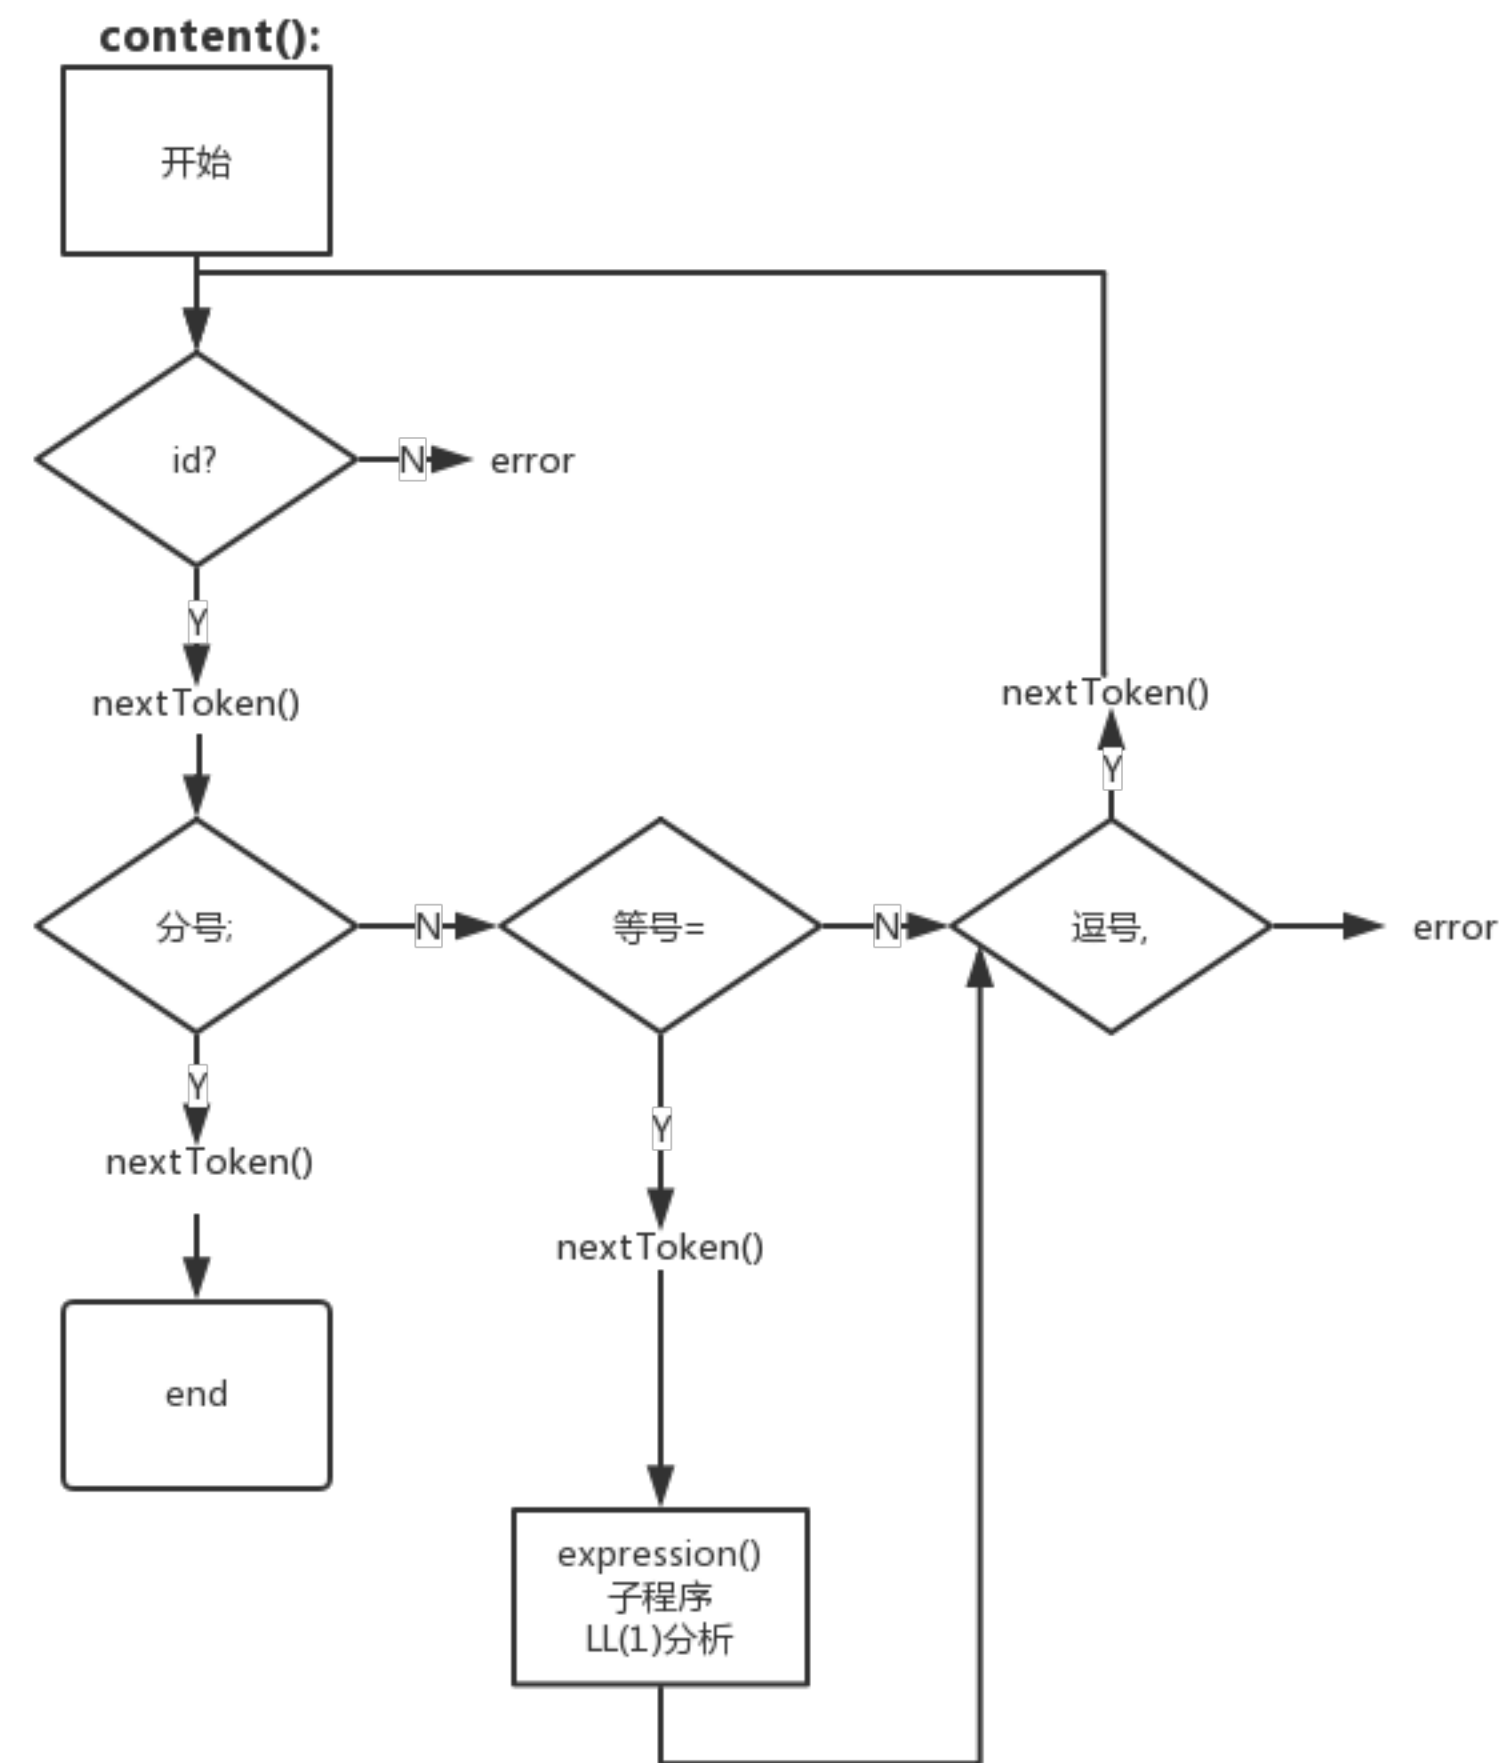 content():
开始
id?
N
error
Y
nextToken()
nextToken()
Y
分号;
N
等号=
N
逗号,
error
Y
nextToken()
Y
nextToken()
end
expression()
子程序
LL(1)分析